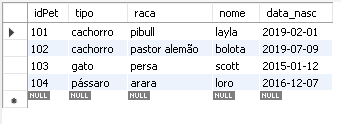 idPet tipo raca nome data_nasc
101 cachorro pibull layla 2019-02-01
102 cachorro pastor alemão bolota 2019-07-09
103 gato persa scott 2015-01-12
104 pássaro arara loro 2016-12-07
NULL NULL NULL NULL NULL